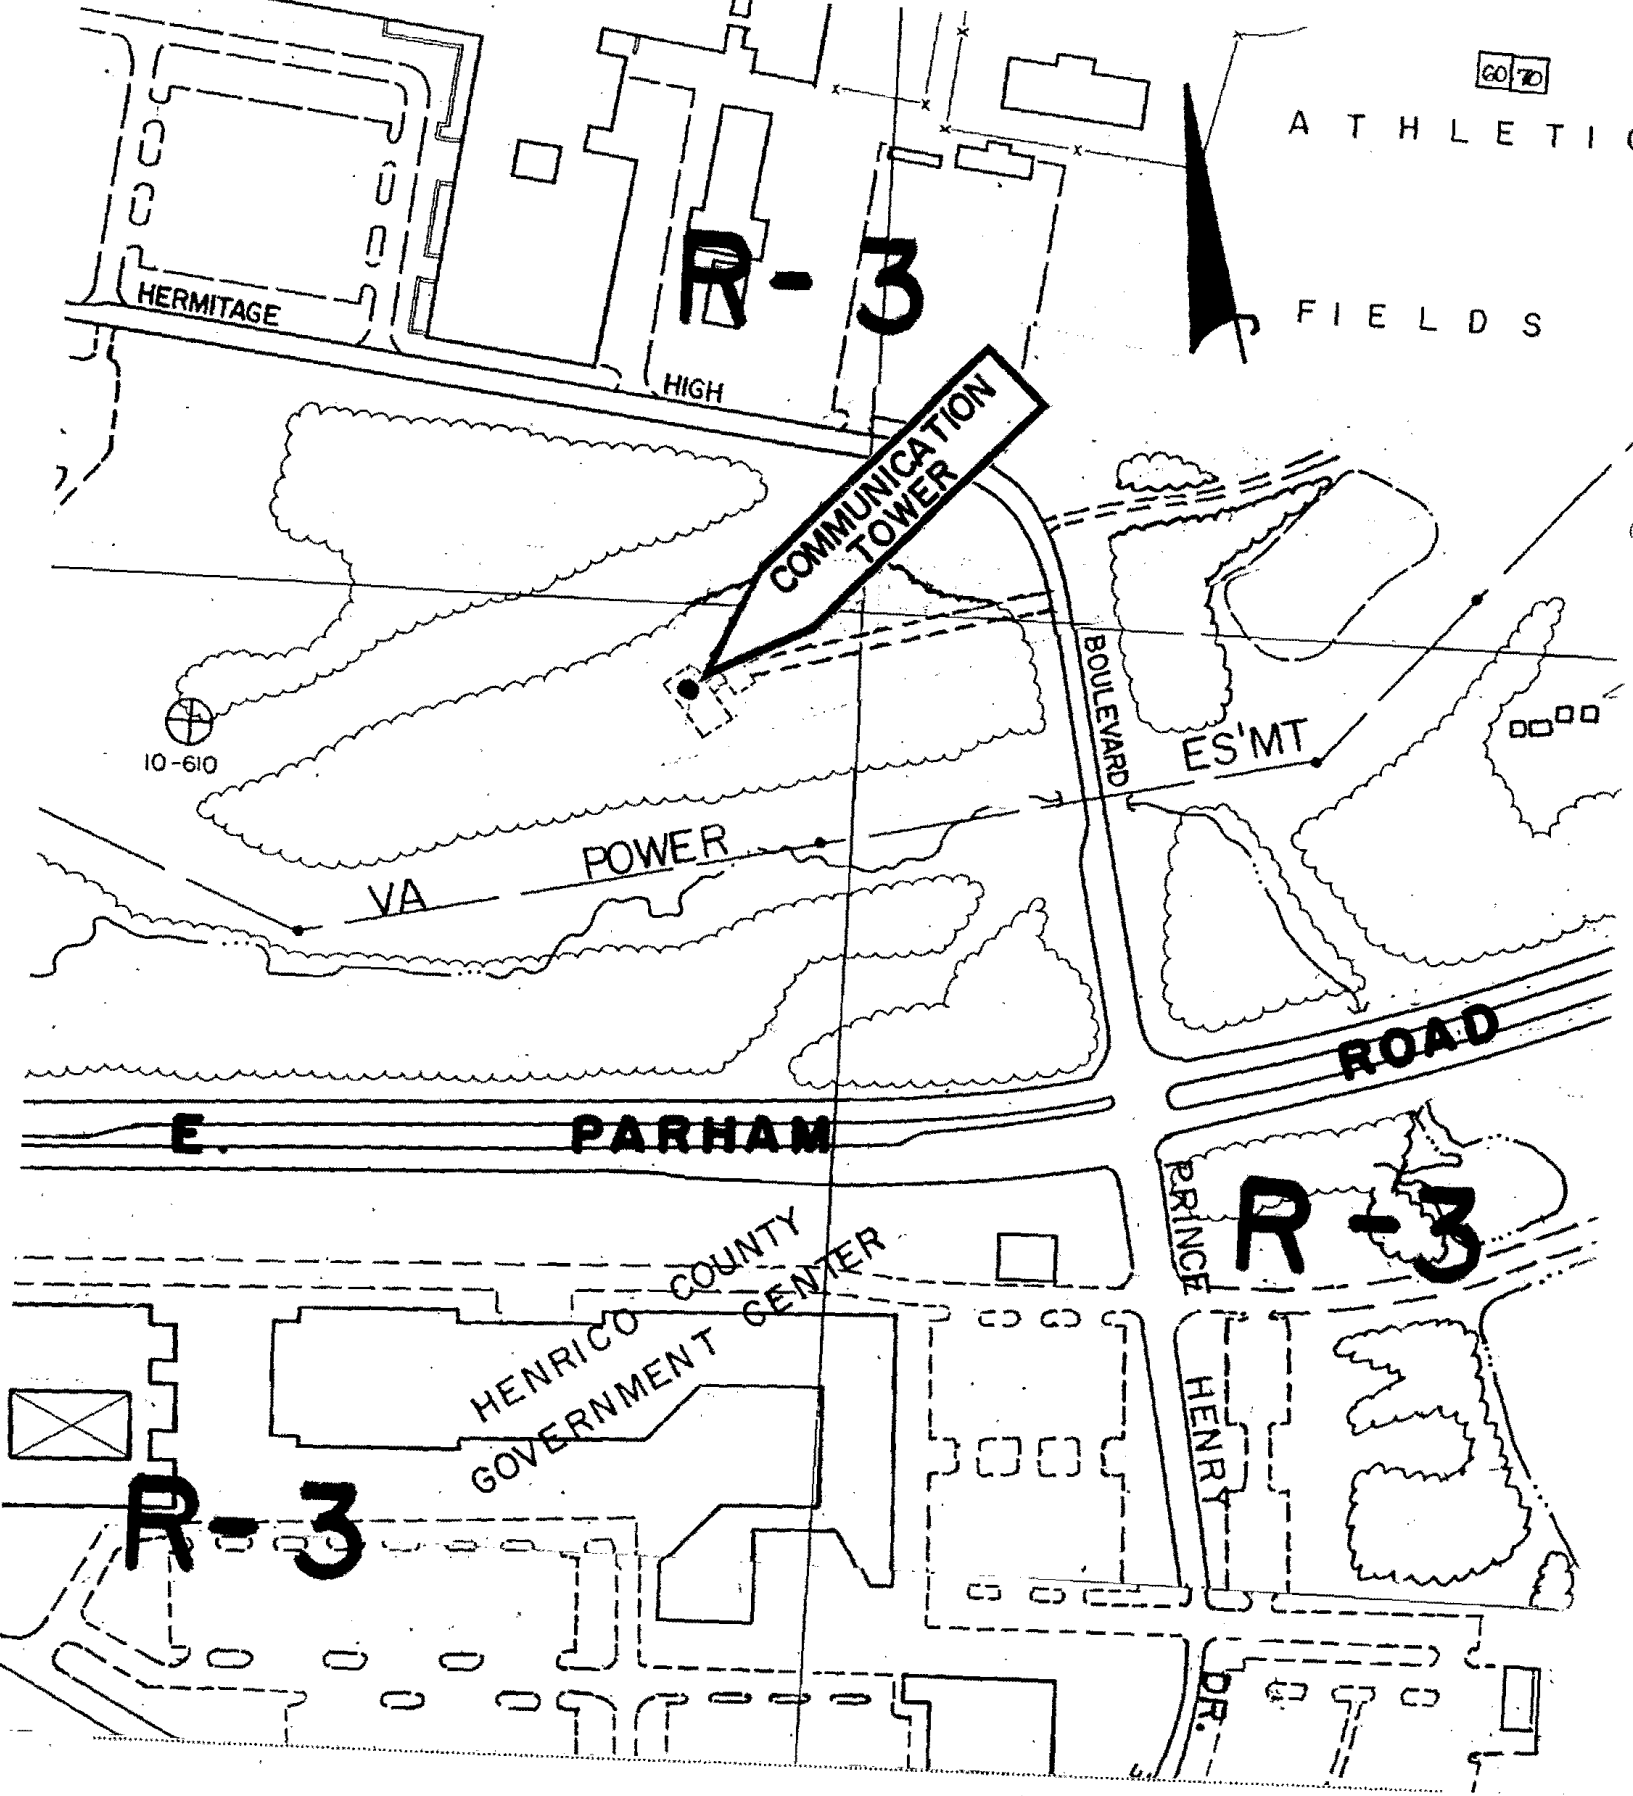 60 70
ATHLETIC
FIELDS
R-3
HERMITAGE
HIGH
COMMUNICATION
TOWER
BOULEVARD
10-610
VA POWER ES'MT
E. PARHAM ROAD
PRINCE
HENRY
DR.
R-3
HENRICO COUNTY
GOVERNMENT CENTER
R-3